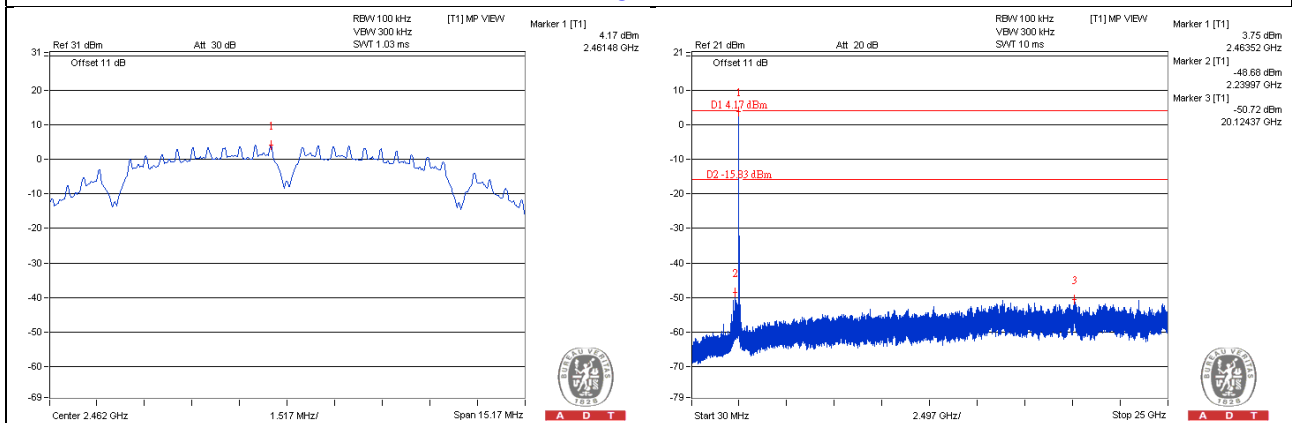 RBW 100 kHz
[T1] MP VIEW
VBW 300 kHz
Ref 31 dBm
Att 30 dB
SWT 1.03 ms
Marker 1 [T1]
4.17 dBm
2.46148 GHz
31
Offset 11 dB
20
10
1
0
-10
-20
-30
-40
-50
-60
-69
Center 2.462 GHz
1.517 MHz/
Span 15.17 MHz
BUREAU VERITAS
1828
A D T
RBW 100 kHz
[T1] MP VIEW
VBW 300 kHz
Ref 21 dBm
Att 20 dB
SWT 10 ms
Marker 1 [T1]
3.75 dBm
2.46352 GHz
Marker 2 [T1]
-48.68 dBm
2.23997 GHz
Marker 3 [T1]
-50.72 dBm
20.12437 GHz
21
Offset 11 dB
10
1
D1 4.17 dBm
0
-10
D2 -15.83 dBm
-20
-30
-40
2
3
-50
-60
-70
-79
Start 30 MHz
2.497 GHz/
Stop 25 GHz
BUREAU VERITAS
1828
A D T